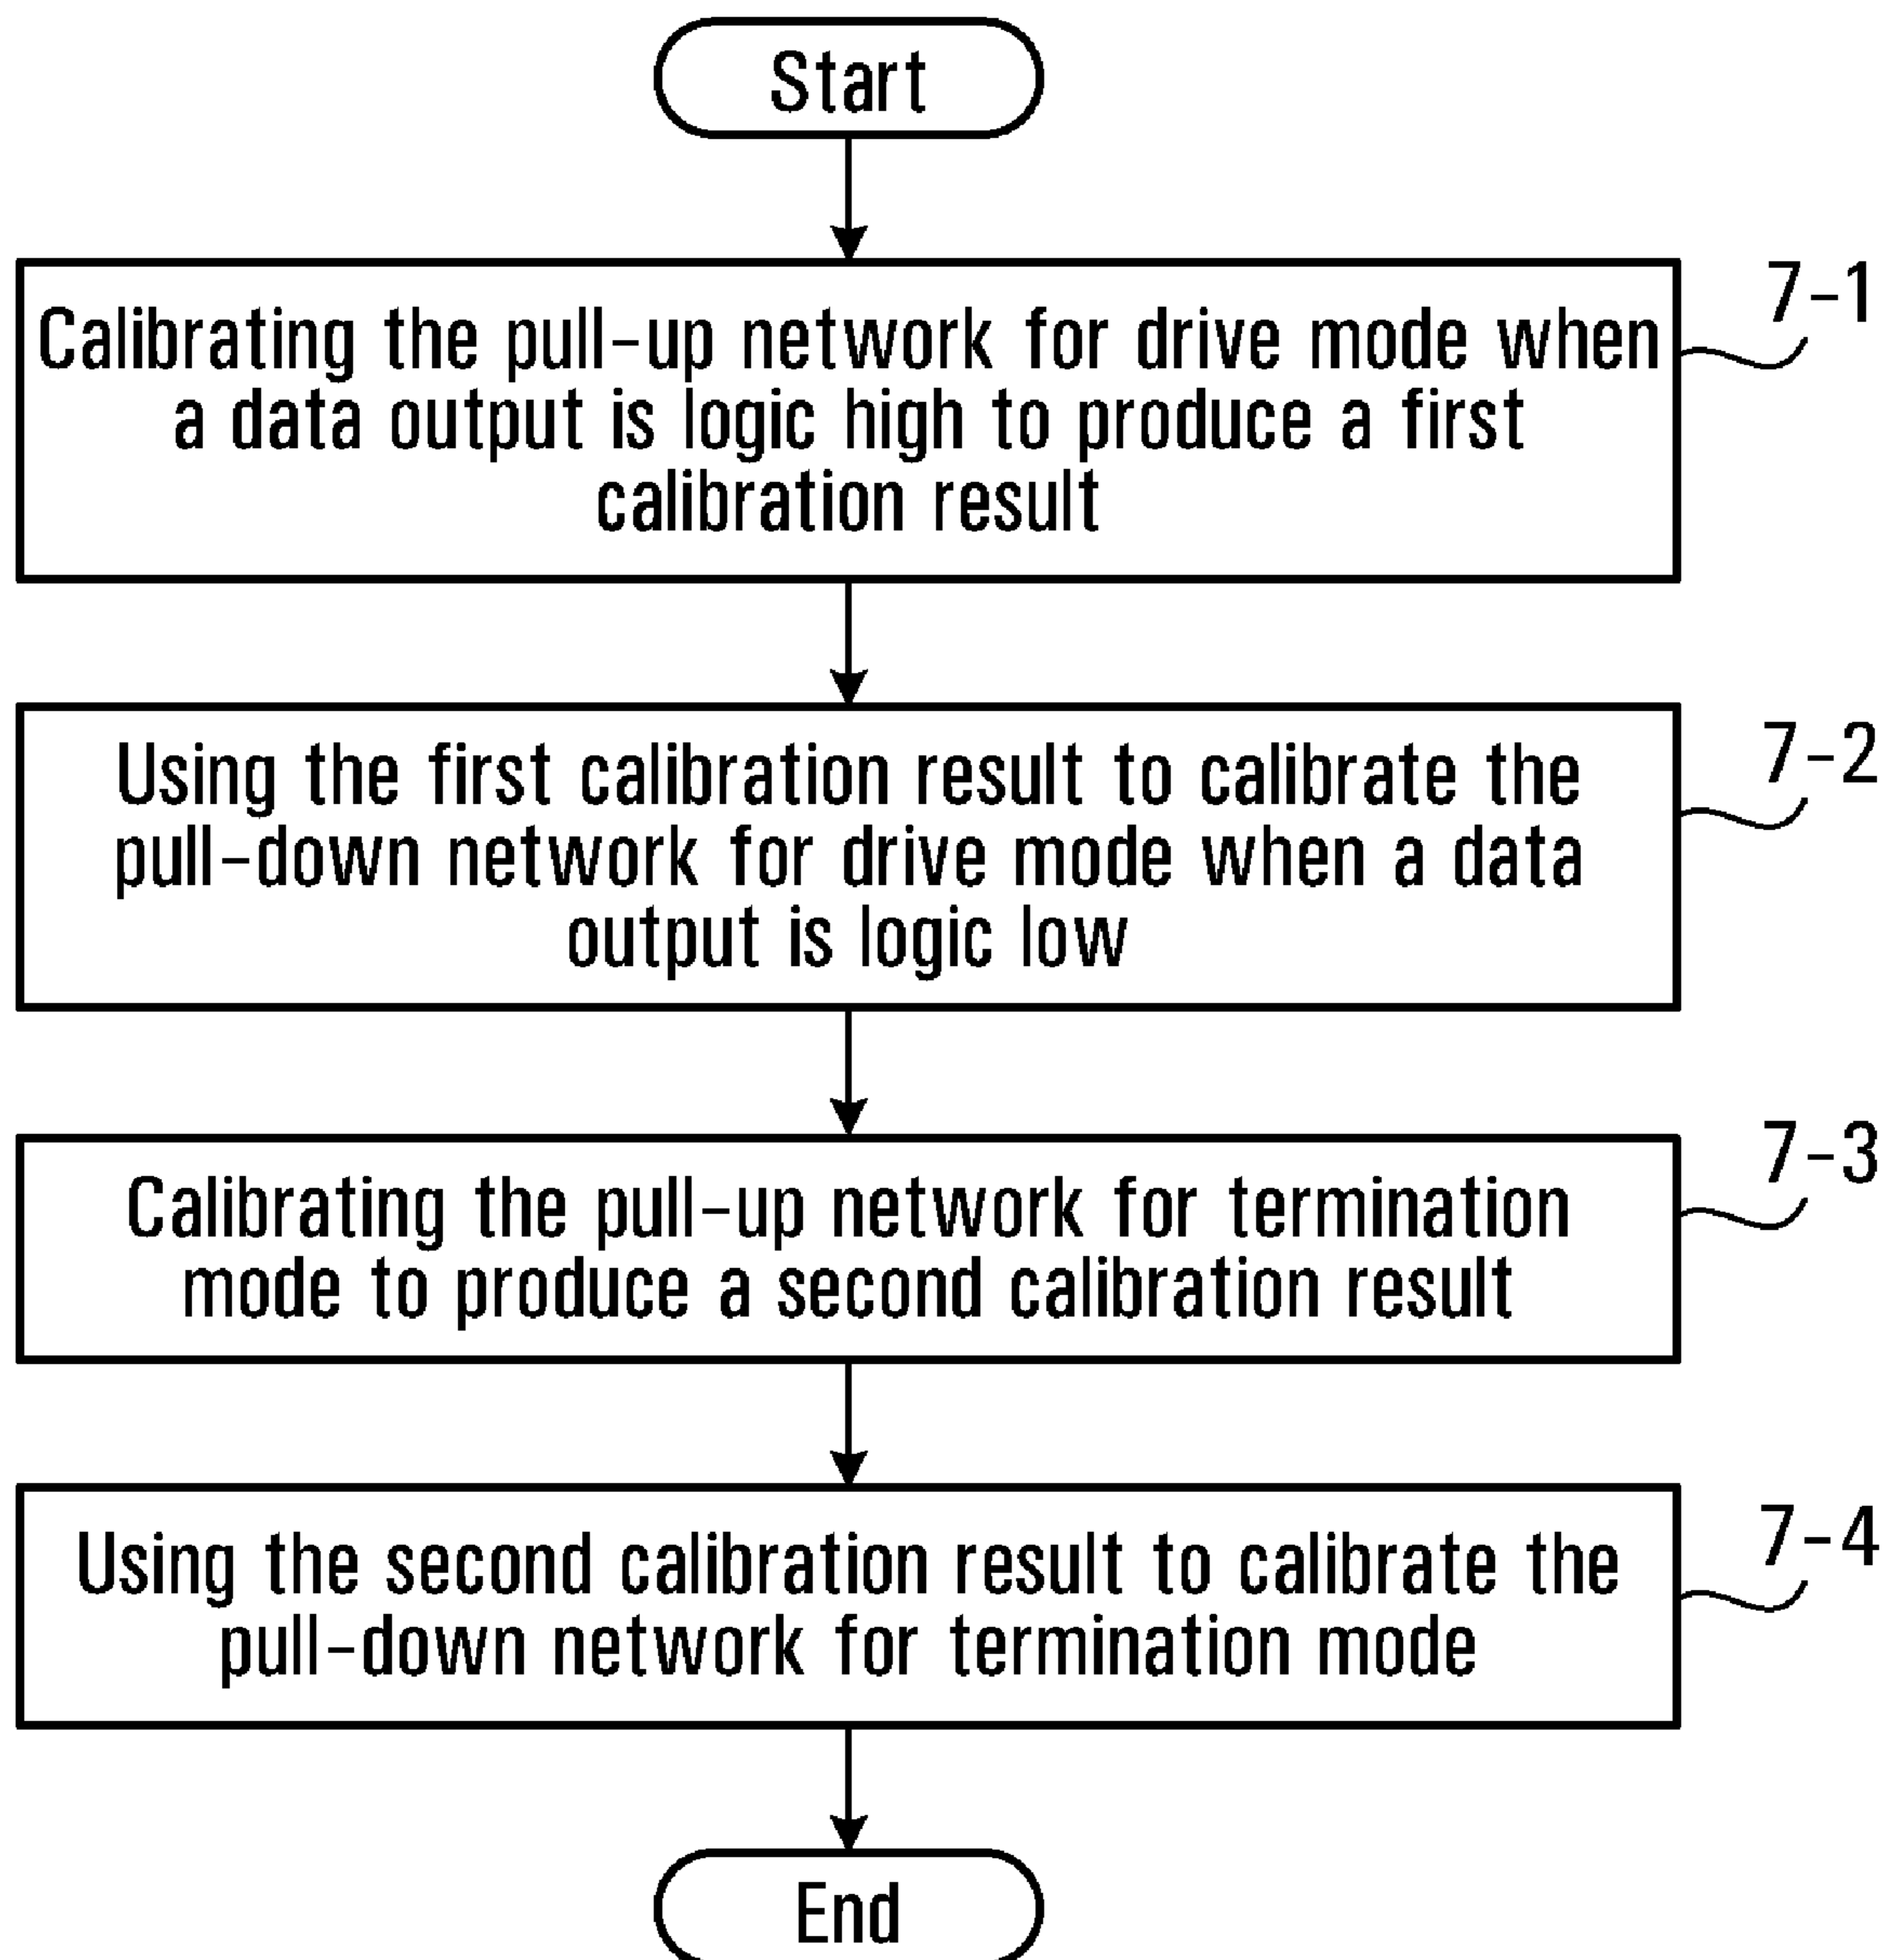 Start
7-1
Calibrating the pull-up network for drive mode when
a data output is logic high to produce a first
calibration result
7-2
Using the first calibration result to calibrate the
pull-down network for drive mode when a data
output is logic low
7-3
Calibrating the pull-up network for termination
mode to produce a second calibration result
7-4
Using the second calibration result to calibrate the
pull-down network for termination mode
End